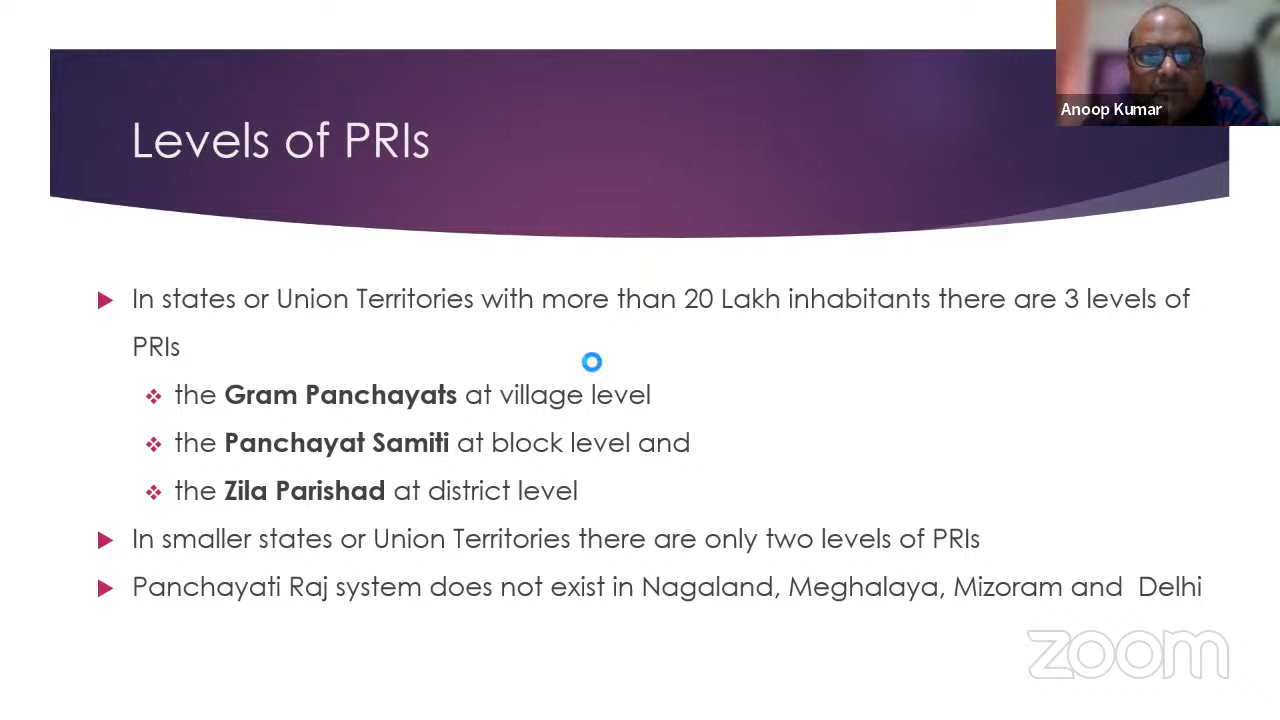 Anoop Kumar
Levels of PRIs
In states or Union Territories with more than 20 Lakh inhabitants there are 3 levels of
PRIs
the Gram Panchayats at village level
the Panchayat Samiti at block level and
the Zila Parishad at district level
In smaller states or Union Territories there are only two levels of PRIs
Panchayati Raj system does not exist in Nagaland, Meghalaya, Mizoram and  Delhi
zoom